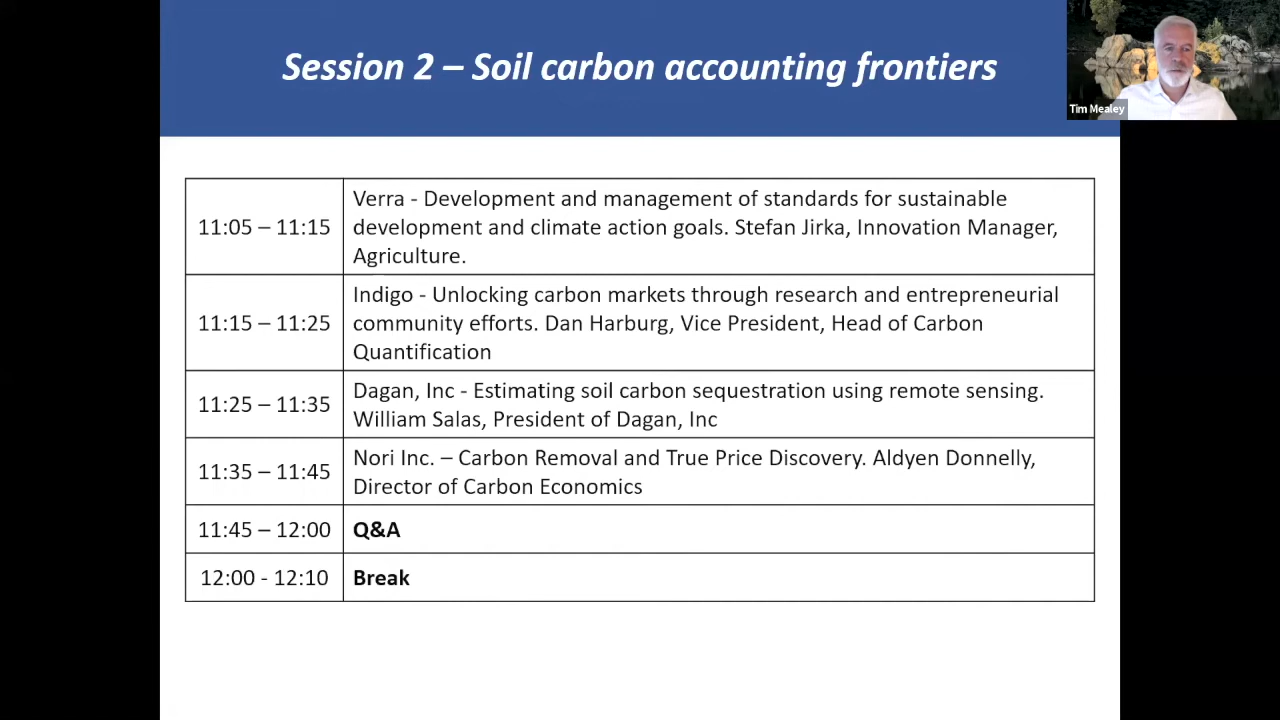 Session 2 – Soil carbon accounting frontiers
Tim Mealey
11:05 – 11:15
Verra - Development and management of standards for sustainable
development and climate action goals. Stefan Jirka, Innovation Manager,
Agriculture.
11:15 – 11:25
Indigo - Unlocking carbon markets through research and entrepreneurial
community efforts. Dan Harburg, Vice President, Head of Carbon
Quantification
11:25 – 11:35
Dagan, Inc - Estimating soil carbon sequestration using remote sensing.
William Salas, President of Dagan, Inc
11:35 – 11:45
Nori Inc. – Carbon Removal and True Price Discovery. Aldyen Donnelly,
Director of Carbon Economics
11:45 – 12:00
Q&A
12:00 - 12:10
Break